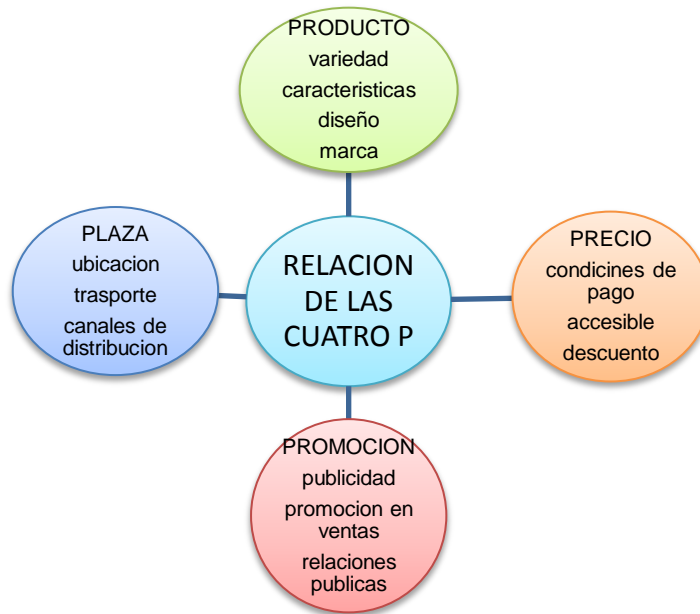 PRODUCTO
variedad
caracteristicas
diseño
marca
PLAZA
ubicacion
trasporte
canales de
distribucion
RELACION
DE LAS
CUATRO P
PRECIO
condicines de
pago
accesible
descuento
PROMOCION
publicidad
promocion en
ventas
relaciones
publicas